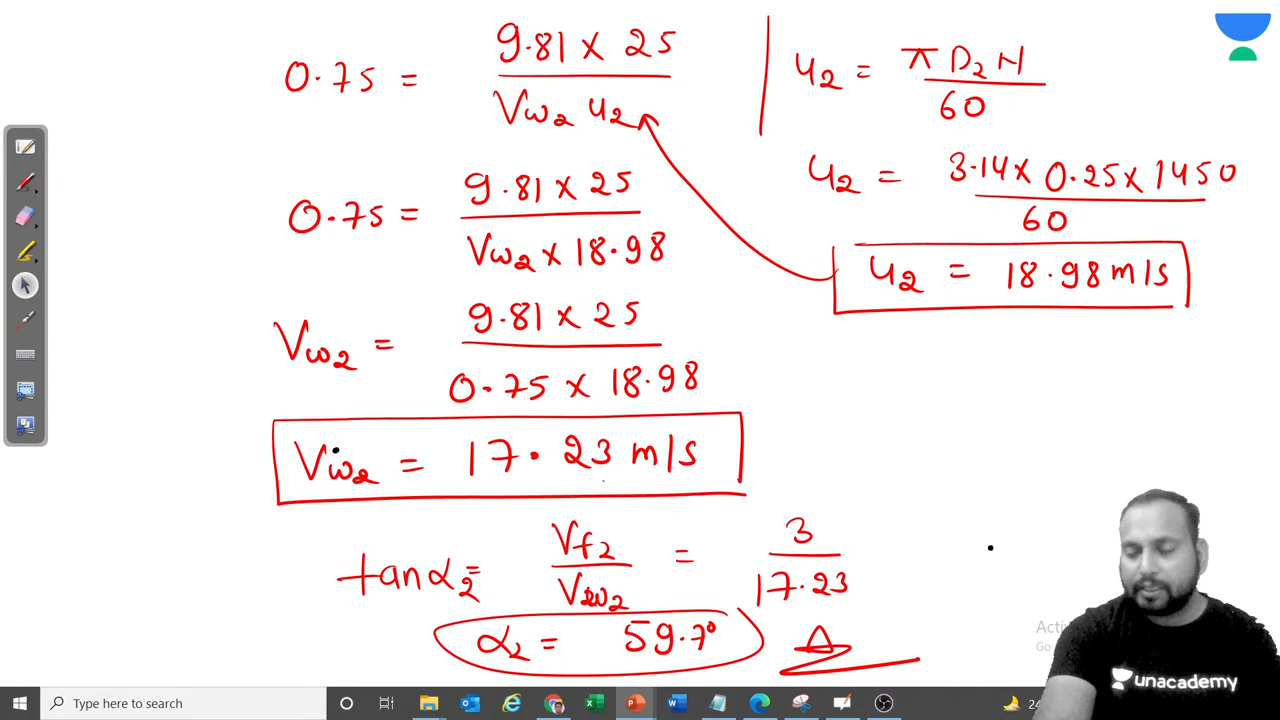 0.75 = 9.81 x 25 / Vw2 u2
u2 = π D2 N / 60
u2 = 3.14 x 0.25 x 1450 / 60
u2 = 18.98 m/s
0.75 = 9.81 x 25 / Vw2 x 18.98
Vw2 = 9.81 x 25 / 0.75 x 18.98
Vw2 = 17.23 m/s
tan α2 = Vf2 / Vw2 = 3 / 17.23
α2 = 59.7°
unacademy
Type here to search